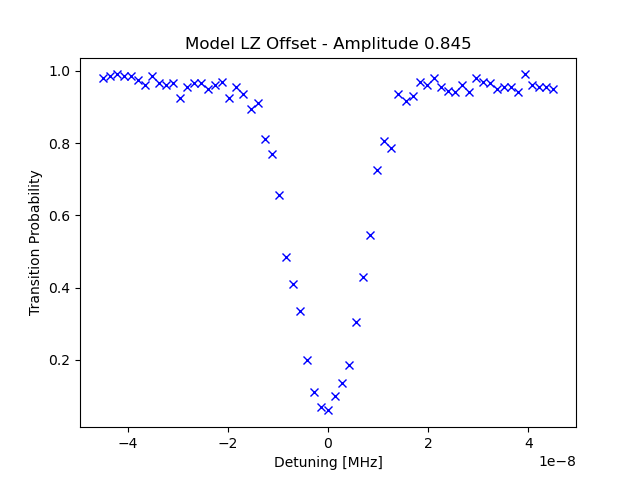 Model LZ Offset - Amplitude 0.845
Transition Probability
1.0
0.8
0.6
0.4
0.2
−4
−2
0
2
4
1e−8
Detuning [MHz]